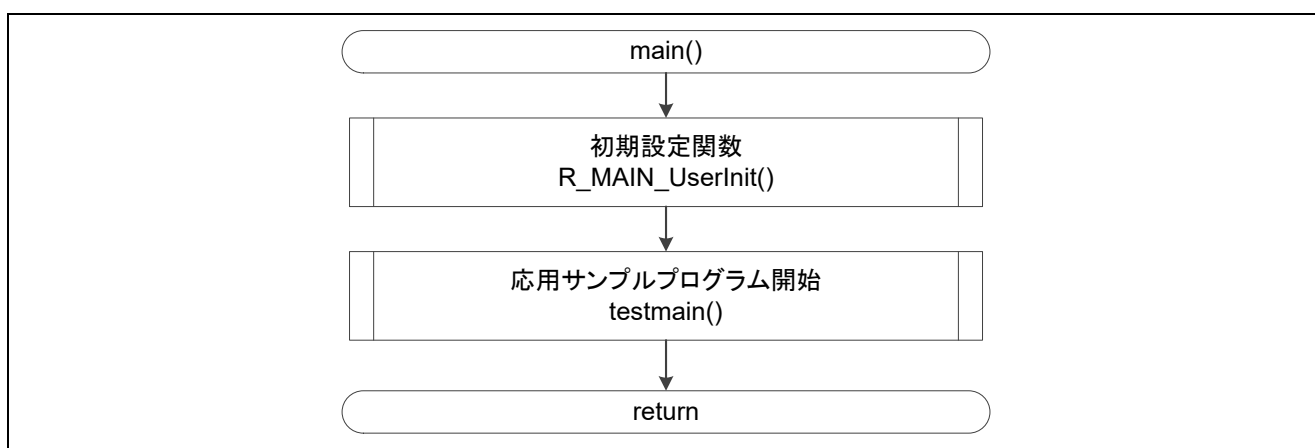 main()
初期設定関数
R_MAIN_UserInit()
応用サンプルプログラム開始
testmain()
return